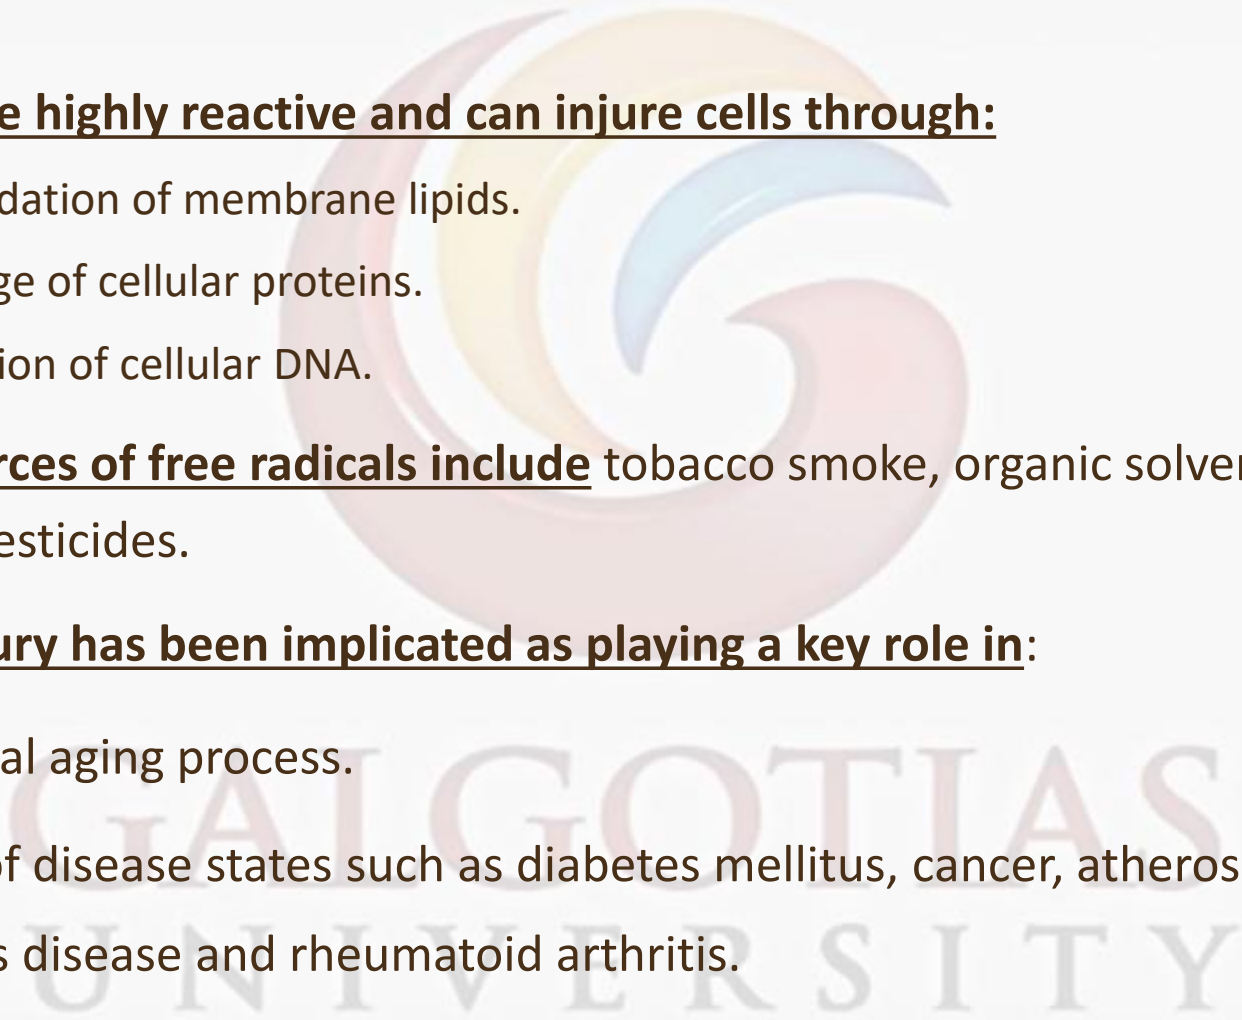 e highly reactive and can injure cells through:
dation of membrane lipids.
ge of cellular proteins.
ion of cellular DNA.
rces of free radicals include tobacco smoke, organic solver
esticides.
ury has been implicated as playing a key role in:
al aging process.
of disease states such as diabetes mellitus, cancer, atheros
s disease and rheumatoid arthritis.
GALGOTIAS
UNIVERSITY